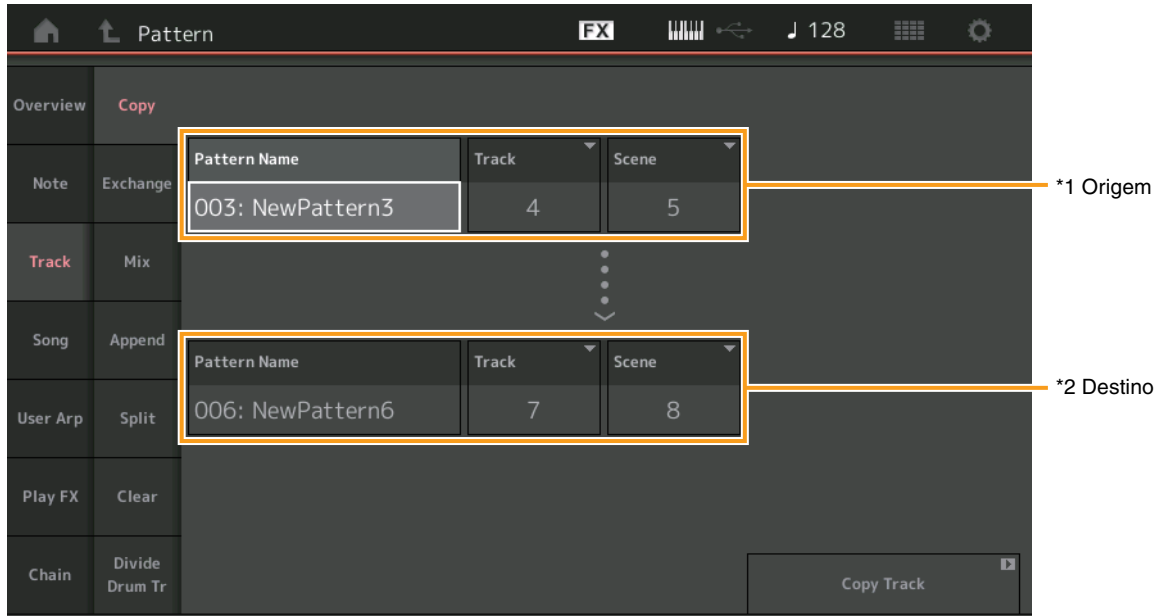 Pattern
FX
♩ 128
Overview
Copy
Pattern Name
Track
Scene
Note
Exchange
003: NewPattern3
4
5
*1 Origem
Track
Mix
Song
Append
Pattern Name
Track
Scene
*2 Destino
User Arp
Split
006: NewPattern6
7
8
Play FX
Clear
Chain
Divide
Drum Tr
Copy Track